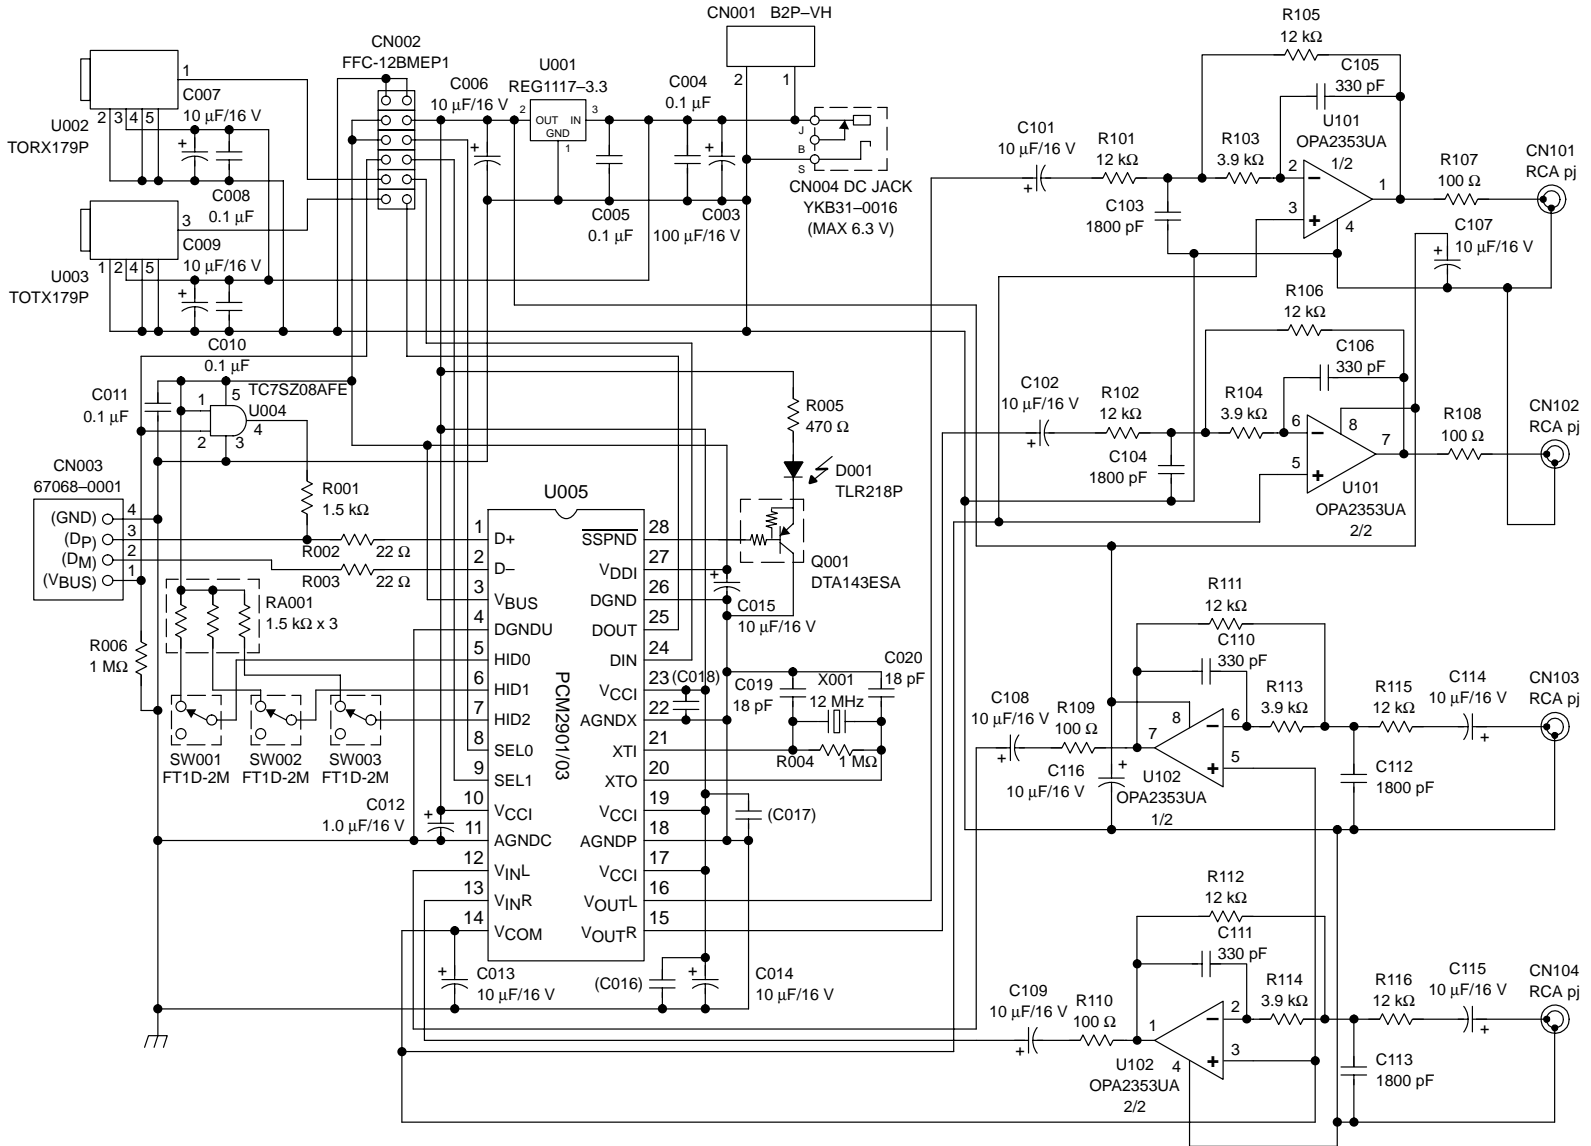 CN001 B2P–VH
2 1
CN002
FFC-12BMEP1
1
C007
10 µF/16 V
+
2 3 4 5
U002
TORX179P
C008
0.1 µF
3
C009
10 µF/16 V
+
1 2 4 5
U003
TOTX179P
C006
10 µF/16 V
+
U001
REG1117–3.3
2
OUT IN
GND
3
1
C004
0.1 µF
+
J
B
S
CN004 DC JACK
YKB31–0016
(MAX 6.3 V)
C005
0.1 µF
C003
100 µF/16 V
R105
12 kΩ
C105
330 pF
U101
OPA2353UA
1/2
C101
10 µF/16 V
+
R101
12 kΩ
R103
3.9 kΩ
2
–
1
3
+
4
R107
100 Ω
CN101
RCA pj
C103
1800 pF
C107
10 µF/16 V
+
R106
12 kΩ
C106
330 pF
C102
10 µF/16 V
+
R102
12 kΩ
R104
3.9 kΩ
6
–
8
7
5
+
R108
100 Ω
CN102
RCA pj
C104
1800 pF
U101
OPA2353UA
2/2
C010
0.1 µF
C011
0.1 µF
TC7SZ08AFE
U004
1
2
5
3
4
CN003
67068–0001
(GND) 4
(DP) 3
(DM) 2
(VBUS) 1
R001
1.5 kΩ
R002 22 Ω
R003 22 Ω
RA001
1.5 kΩ x 3
R006
1 MΩ
SW001
FT1D-2M
SW002
FT1D-2M
SW003
FT1D-2M
C012
1.0 µF/16 V
+
R005
470 Ω
D001
TLR218P
Q001
DTA143ESA
U005
PCM2901/03
1 D+
2 D–
3 VBUS
4 DGNDU
5 HID0
6 HID1
7 HID2
8 SEL0
9 SEL1
10 VCCI
11 AGNDC
12 VINL
13 VINR
14 VCOM
SSPND 28
VDDI 27
DGND 26
DOUT 25
DIN 24
VCCI 23
AGNDX 22
XTI 21
XTO 20
VCCI 19
AGNDP 18
VCCI 17
VOUTL 16
VOUTR 15
+
C015
10 µF/16 V
(C018)
C019
18 pF
X001
12 MHz
C020
18 pF
R004 1 MΩ
(C017)
+
C013
10 µF/16 V
(C016)
+
C014
10 µF/16 V
R111
12 kΩ
C110
330 pF
C108
10 µF/16 V
+
R109
100 Ω
7
8
6
–
5
+
R113
3.9 kΩ
R115
12 kΩ
C114
10 µF/16 V
+
CN103
RCA pj
C116
10 µF/16 V
+
U102
OPA2353UA
1/2
C112
1800 pF
R112
12 kΩ
C111
330 pF
C109
10 µF/16 V
+
R110
100 Ω
1
2
–
3
+
4
R114
3.9 kΩ
R116
12 kΩ
C115
10 µF/16 V
+
CN104
RCA pj
U102
OPA2353UA
2/2
C113
1800 pF